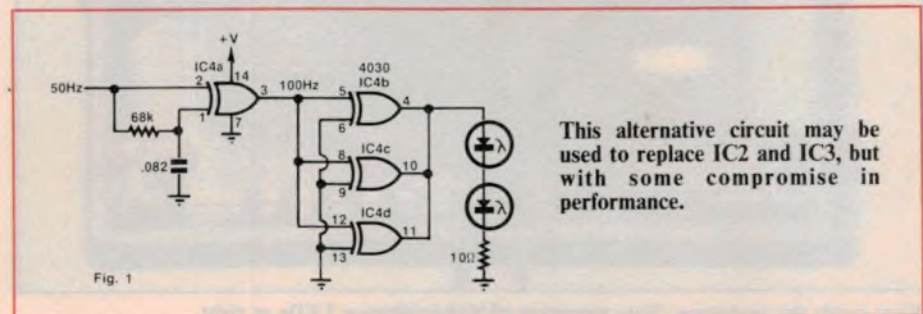 +V
IC4a
14
2
50Hz
3
100Hz
1
7
68k
.082
4030
IC4b
5
4
6
IC4c
8
10
9
IC4d
12
11
13
λ
λ
10Ω
Fig. 1
This alternative circuit may be
used to replace IC2 and IC3, but
with some compromise in
performance.